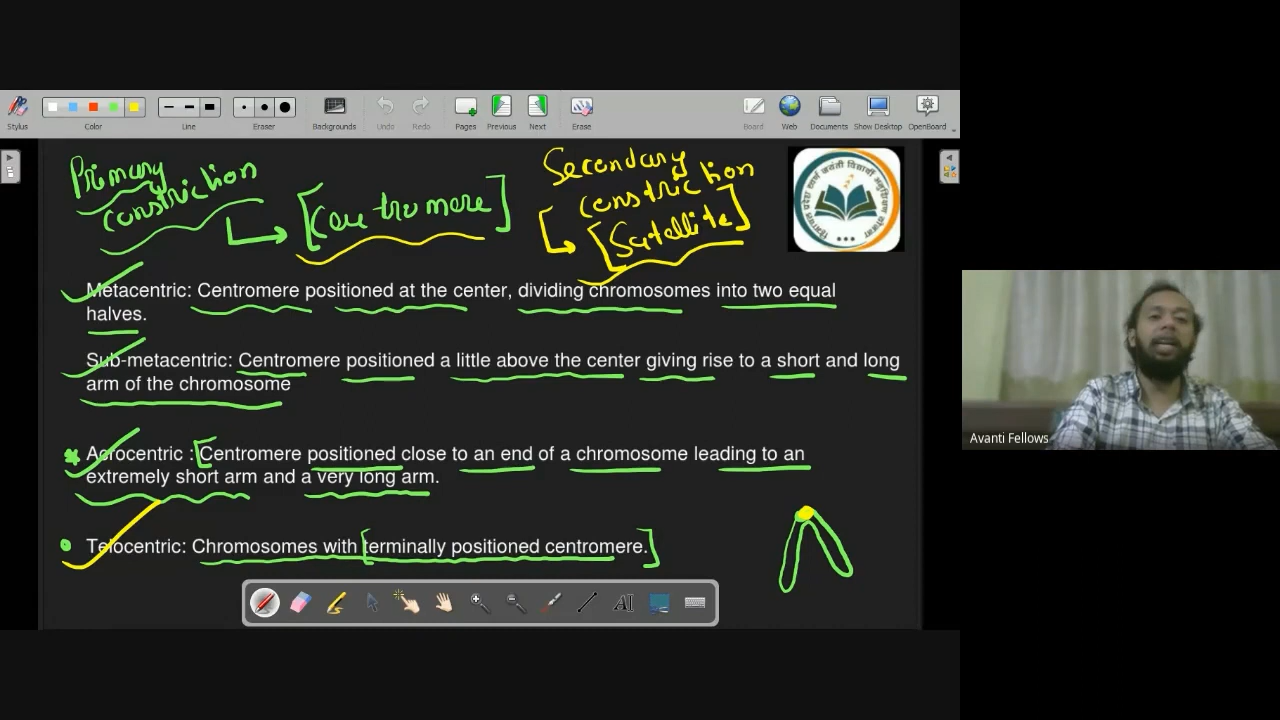 Stylus
Color
Line
Eraser
Backgrounds
Undo
Redo
Pages
Previous
Next
Erase
Board
Web
Documents
Show Desktop
OpenBoard
Primary
constriction
[Centromere]
Secondary
constriction
[Satellite]
Metacentric: Centromere positioned at the center, dividing chromosomes into two equal
halves.
Sub-metacentric: Centromere positioned a little above the center giving rise to a short and long
arm of the chromosome
Acrocentric : [Centromere positioned close to an end of a chromosome leading to an
extremely short arm and a very long arm.
Telocentric: Chromosomes with [terminally positioned centromere.]
AI
Avanti Fellows